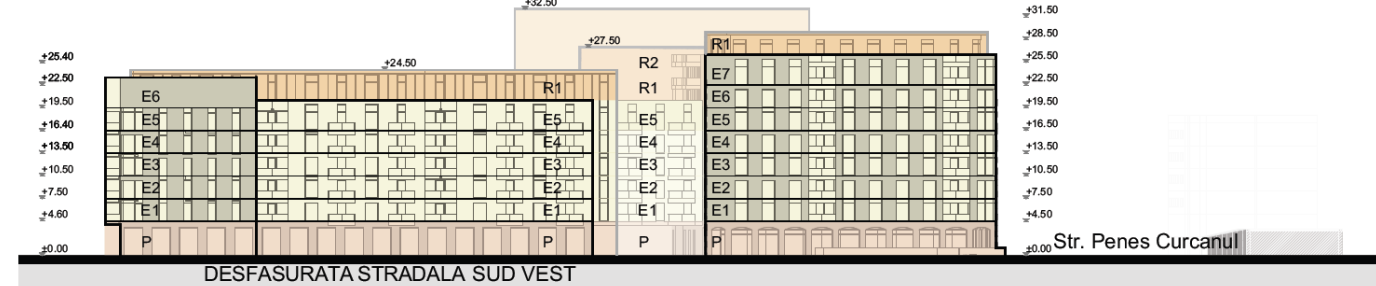 +32.50
+31.50
+28.50
+27.50
R1
+25.40
+24.50
R2
+25.50
+22.50
E7
+22.50
E6
R1
R1
E6
+19.50
+19.50
E5
E5
E5
E5
+16.40
+16.50
E4
E4
E4
E4
+13.50
+13.50
E3
E3
E3
E3
+10.50
+10.50
E2
E2
E2
E2
+7.50
+7.50
E1
E1
E1
E1
+4.60
+4.50
P
P
P
P
±0.00
±0.00
Str. Penes Curcanul
DESFASURATA STRADALA SUD VEST